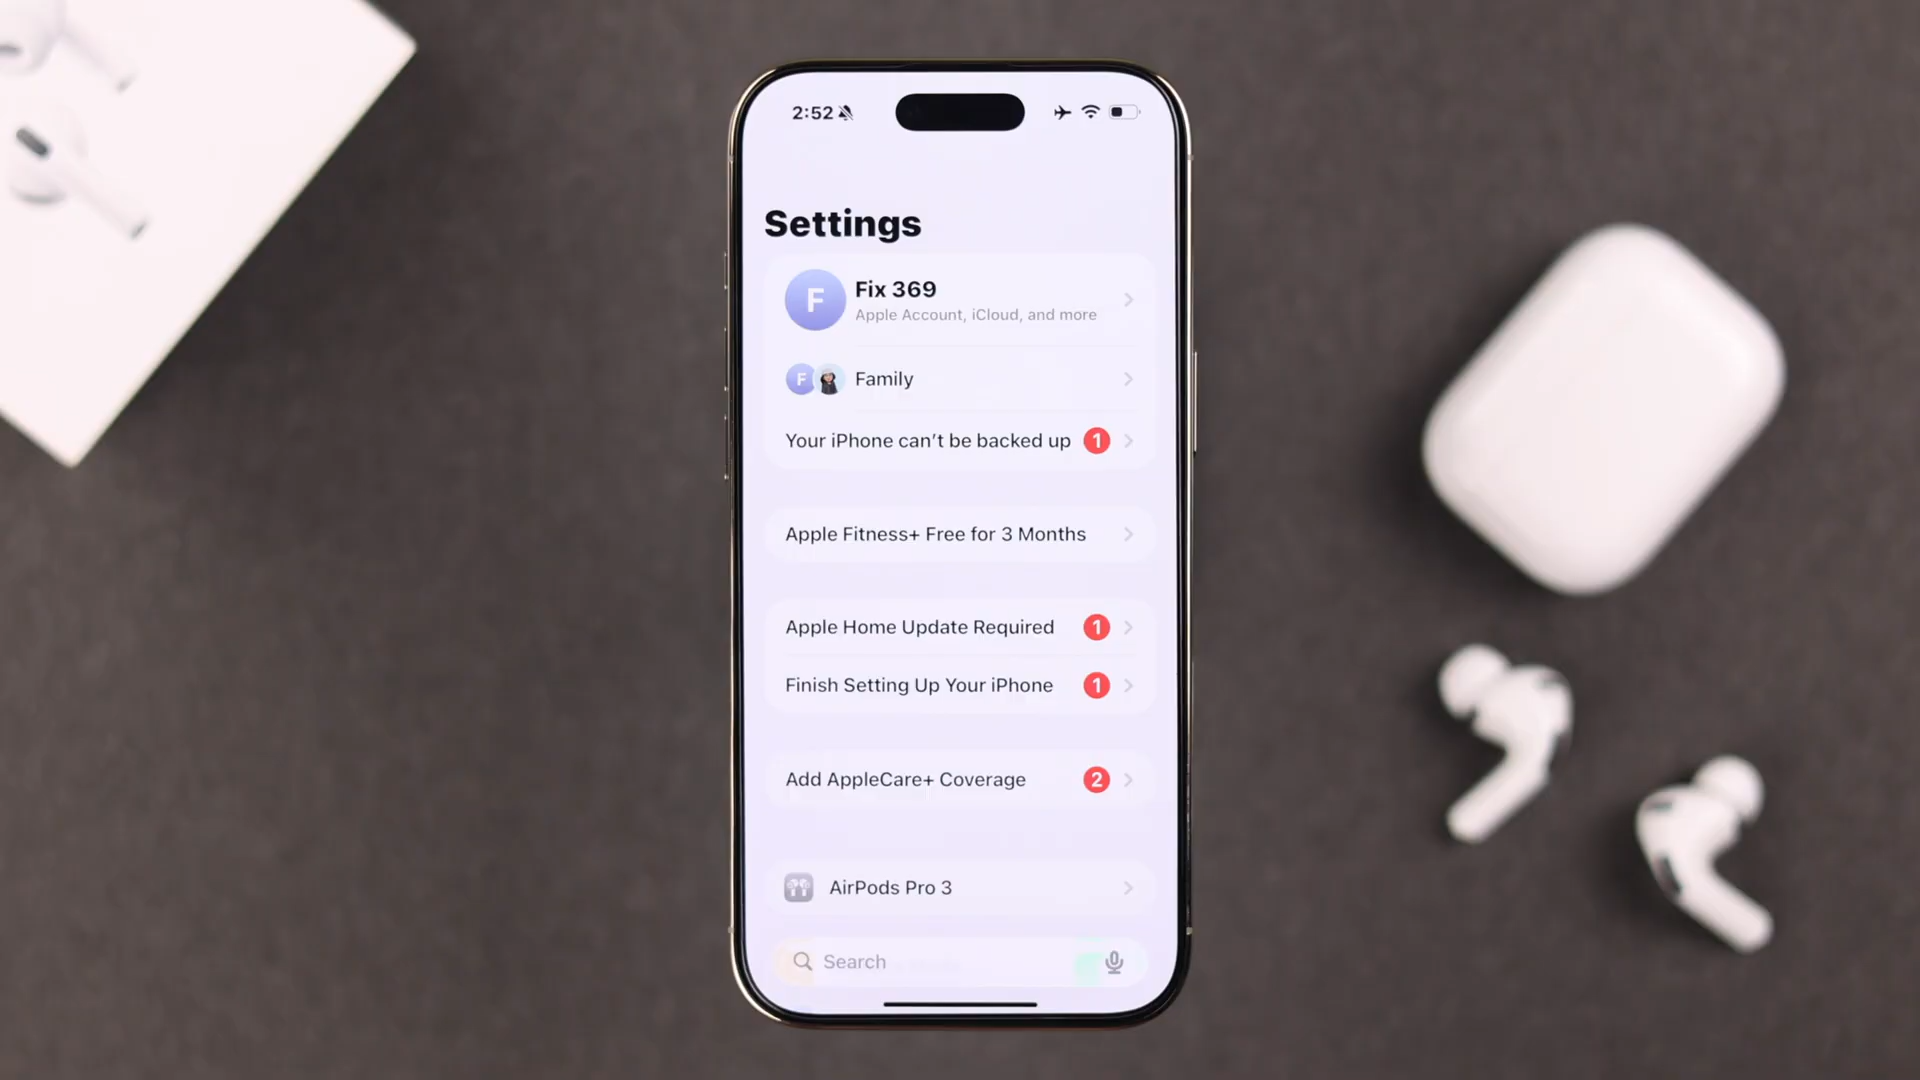 2:52
Settings
F
Fix 369
Apple Account, iCloud, and more
F
Family
Your iPhone can't be backed up
1
Apple Fitness+ Free for 3 Months
Apple Home Update Required
1
Finish Setting Up Your iPhone
1
Add AppleCare+ Coverage
2
AirPods Pro 3
Search